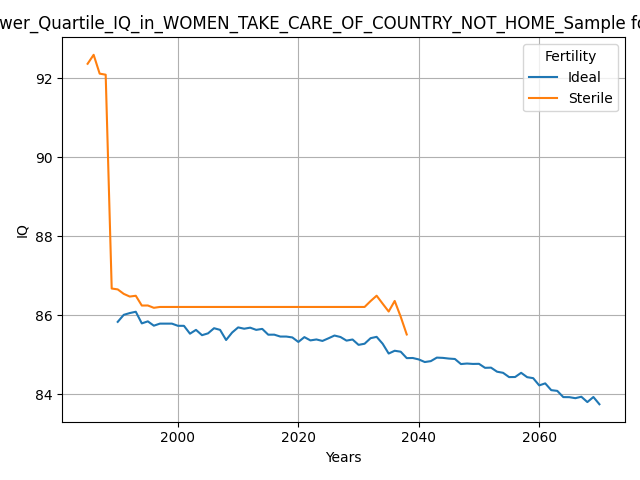 wer_Quartile_IQ_in_WOMEN_TAKE_CARE_OF_COUNTRY_NOT_HOME_Sample fo
Fertility
Ideal
Sterile
92
90
88
86
84
IQ
2000
2020
2040
2060
Years